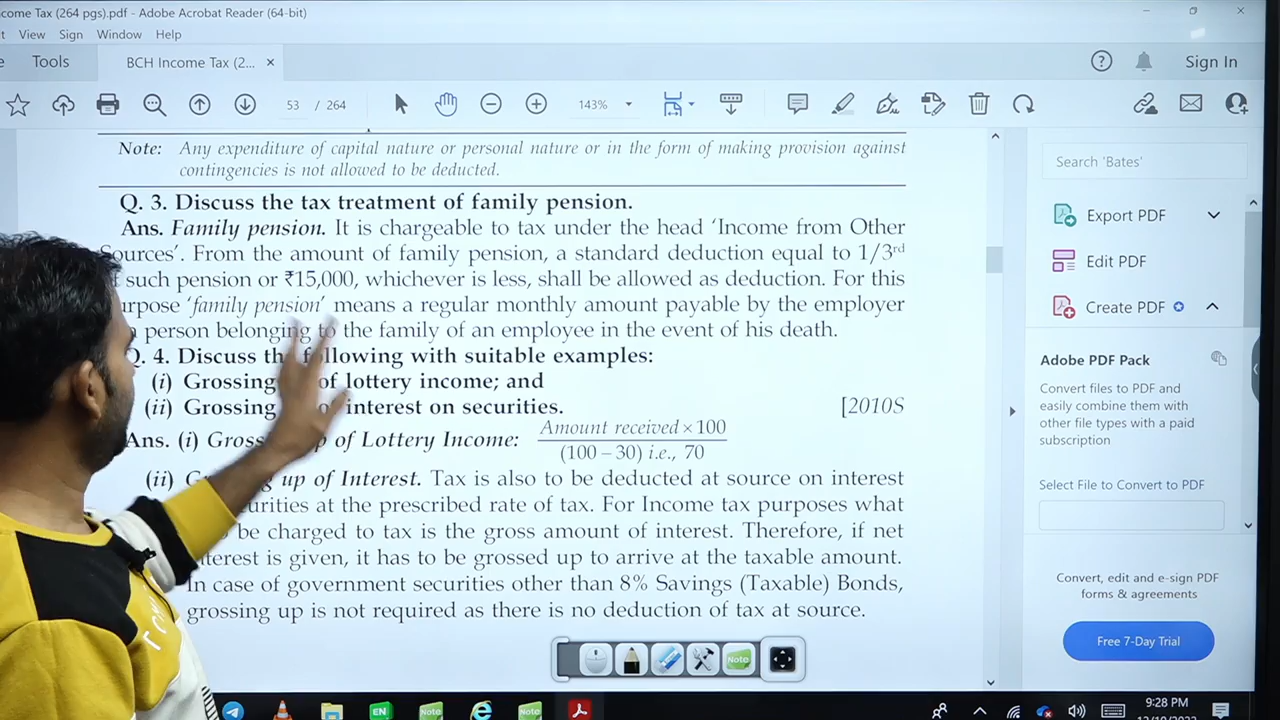 come Tax (264 pgs).pdf - Adobe Acrobat Reader (64-bit)
t View Sign Window Help
e Tools BCH Income Tax (2... × ? Sign In
53 / 264 143%
Note: Any expenditure of capital nature or personal nature or in the form of making provision against
contingencies is not allowed to be deducted.
Q. 3. Discuss the tax treatment of family pension.
Ans. Family pension. It is chargeable to tax under the head ‘Income from Other
Sources’. From the amount of family pension, a standard deduction equal to 1/3rd
such pension or ₹15,000, whichever is less, shall be allowed as deduction. For this
urpose ‘family pension’ means a regular monthly amount payable by the employer
a person belonging to the family of an employee in the event of his death.
Q. 4. Discuss the following with suitable examples:
(i) Grossing of lottery income; and
(ii) Grossing of interest on securities. [2010S
Ans. (i) Gross up of Lottery Income: Amount received × 100
(100 – 30) i.e., 70
(ii) G up of Interest. Tax is also to be deducted at source on interest
urities at the prescribed rate of tax. For Income tax purposes what
be charged to tax is the gross amount of interest. Therefore, if net
terest is given, it has to be grossed up to arrive at the taxable amount.
In case of government securities other than 8% Savings (Taxable) Bonds,
grossing up is not required as there is no deduction of tax at source.
Search 'Bates'
Export PDF
Edit PDF
Create PDF
Adobe PDF Pack
Convert files to PDF and
easily combine them with
other file types with a paid
subscription
Select File to Convert to PDF
Convert, edit and e-sign PDF
forms & agreements
Free 7-Day Trial
Note
EN Note Note
9:28 PM